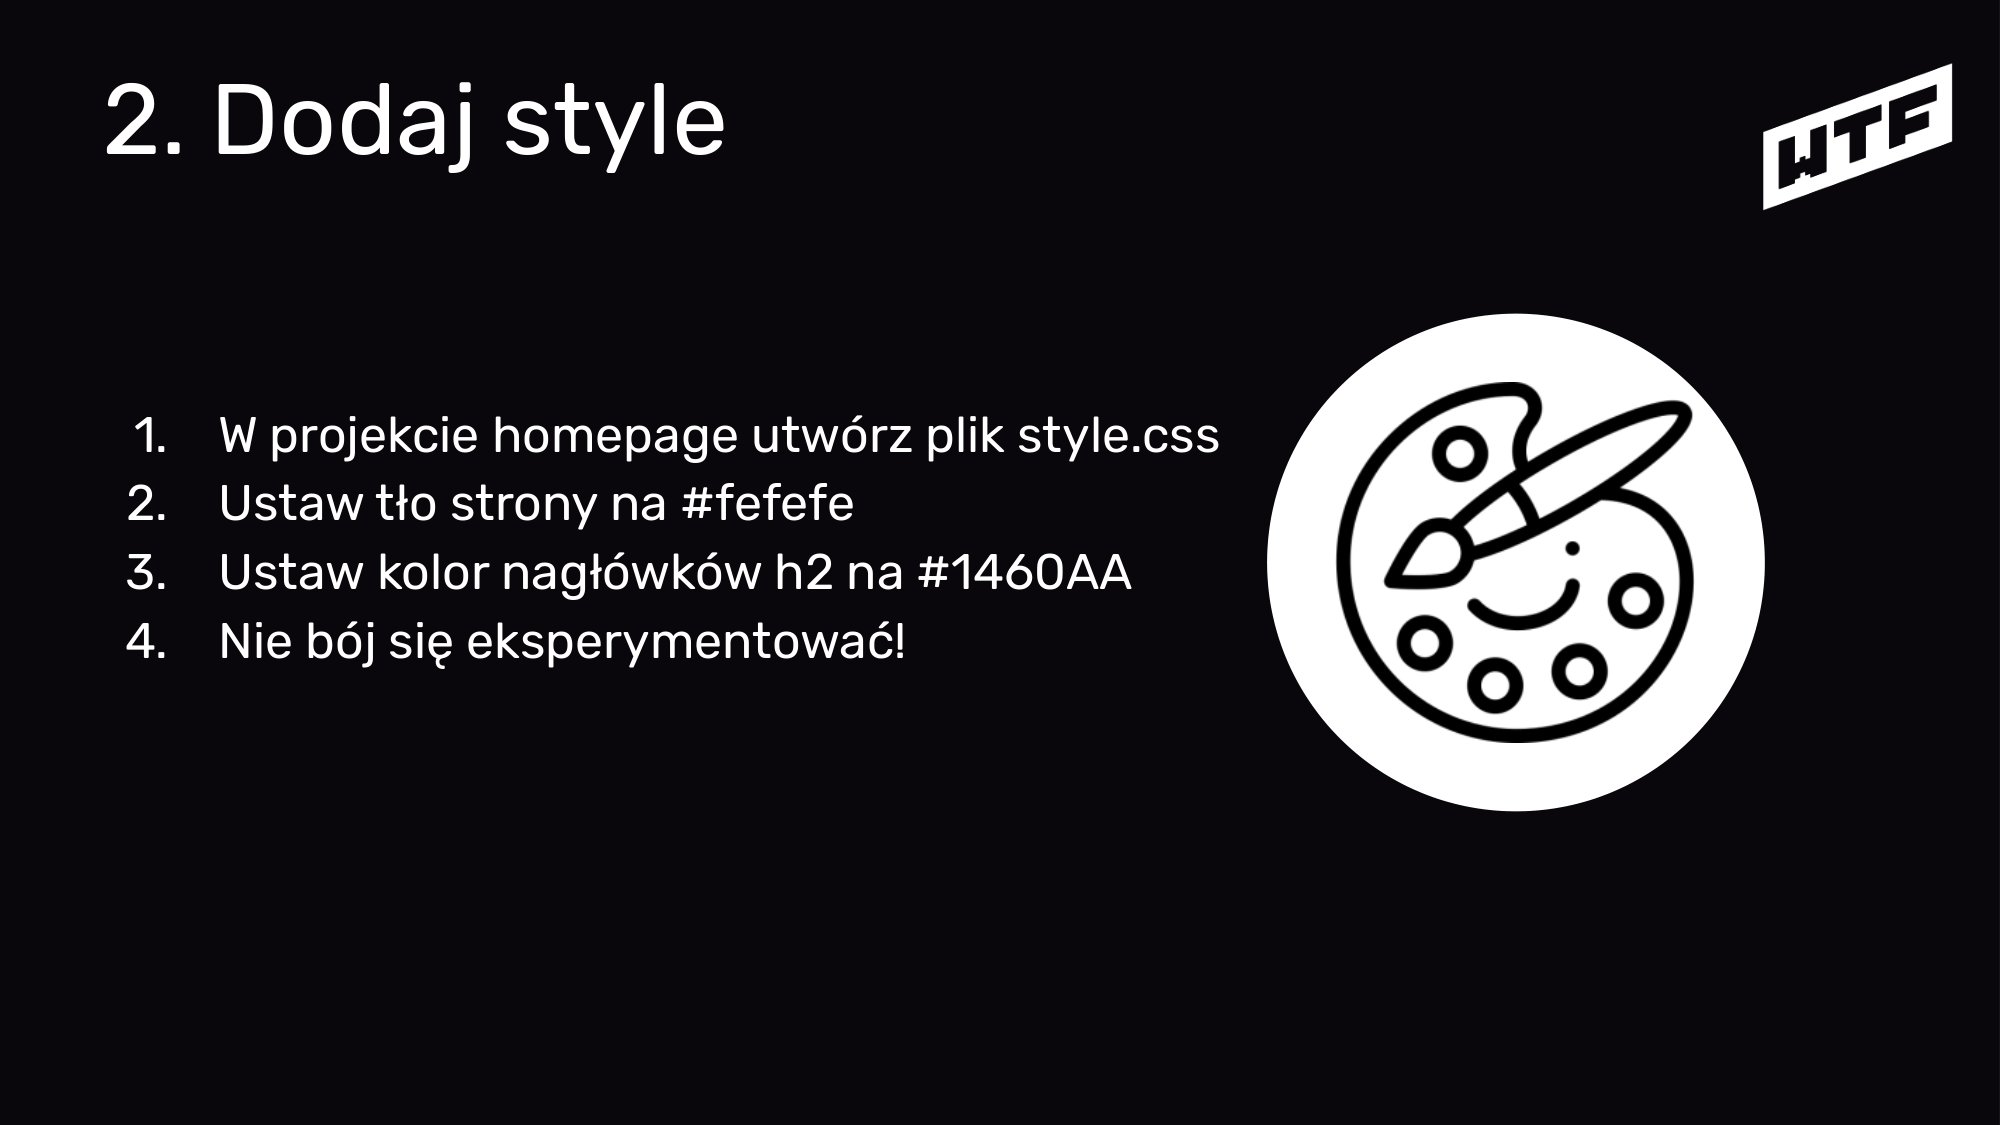 2. Dodaj style
WTF
1. W projekcie homepage utwórz plik style.css
2. Ustaw tło strony na #fefefe
3. Ustaw kolor nagłówków h2 na #1460AA
4. Nie bój się eksperymentować!